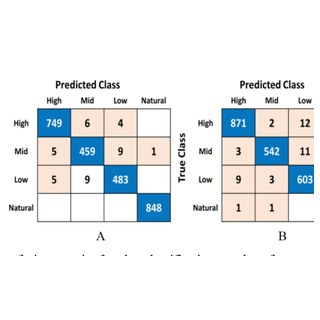 Predicted Class
High Mid Low Natural
High 749 6 4
Mid 5 459 9 1
Low 5 9 483
Natural 848
A
True Class
Predicted Class
High Mid Low
High 871 2 12
Mid 3 542 11
Low 9 3 603
Natural 1 1
B